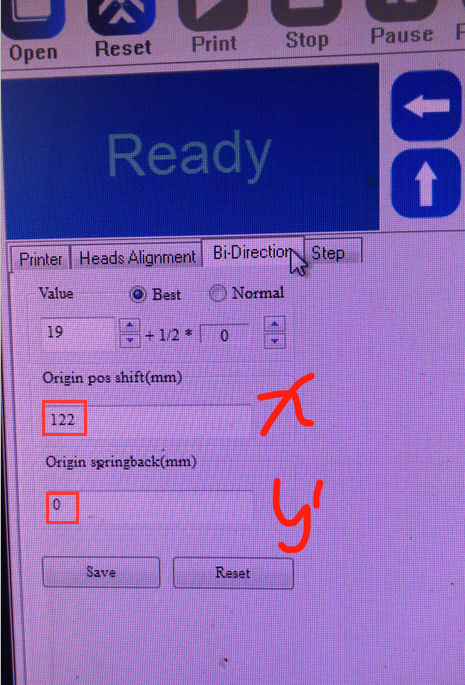 Open Reset Print Stop Pause
Ready
Printer Heads Alignment Bi-Direction Step
Value Best Normal
19 + 1/2 * 0
Origin pos shift(mm)
122 x
Origin springback(mm)
0 y'
Save Reset